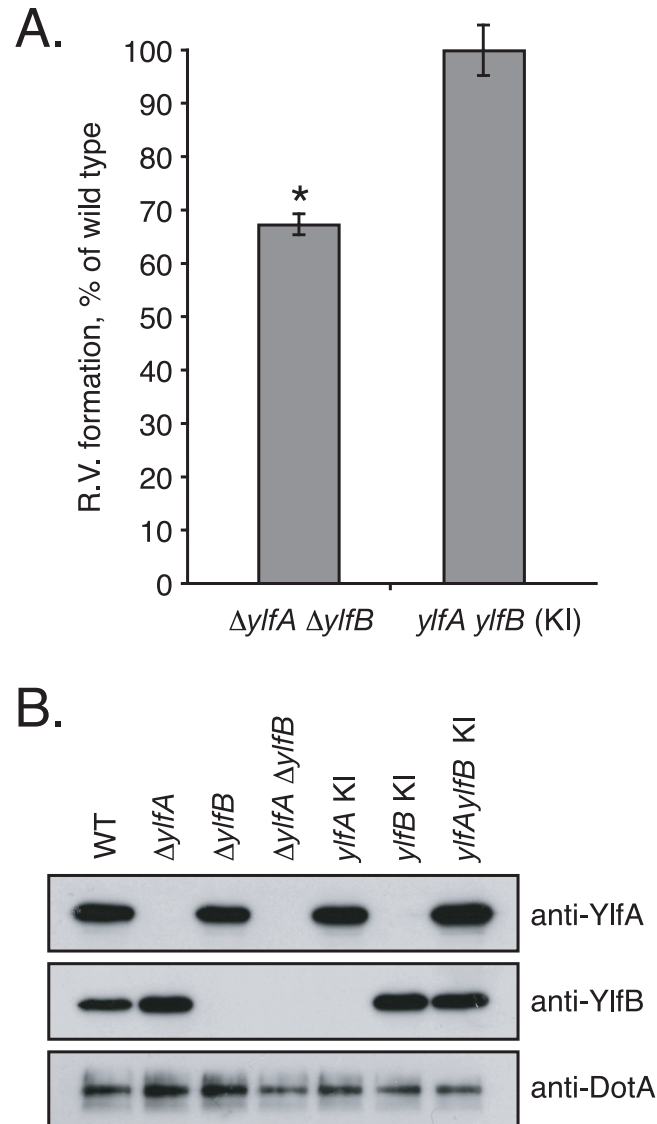 A.
R.V. formation, % of wild type
100
90
80
70
60
50
40
30
20
10
0
*
ΔylfA ΔylfB
ylfA ylfB (KI)
B.
WT
ΔylfA
ΔylfB
ΔylfA ΔylfB
ylfA KI
ylfB KI
ylfAylfB KI
anti-YlfA
anti-YlfB
anti-DotA